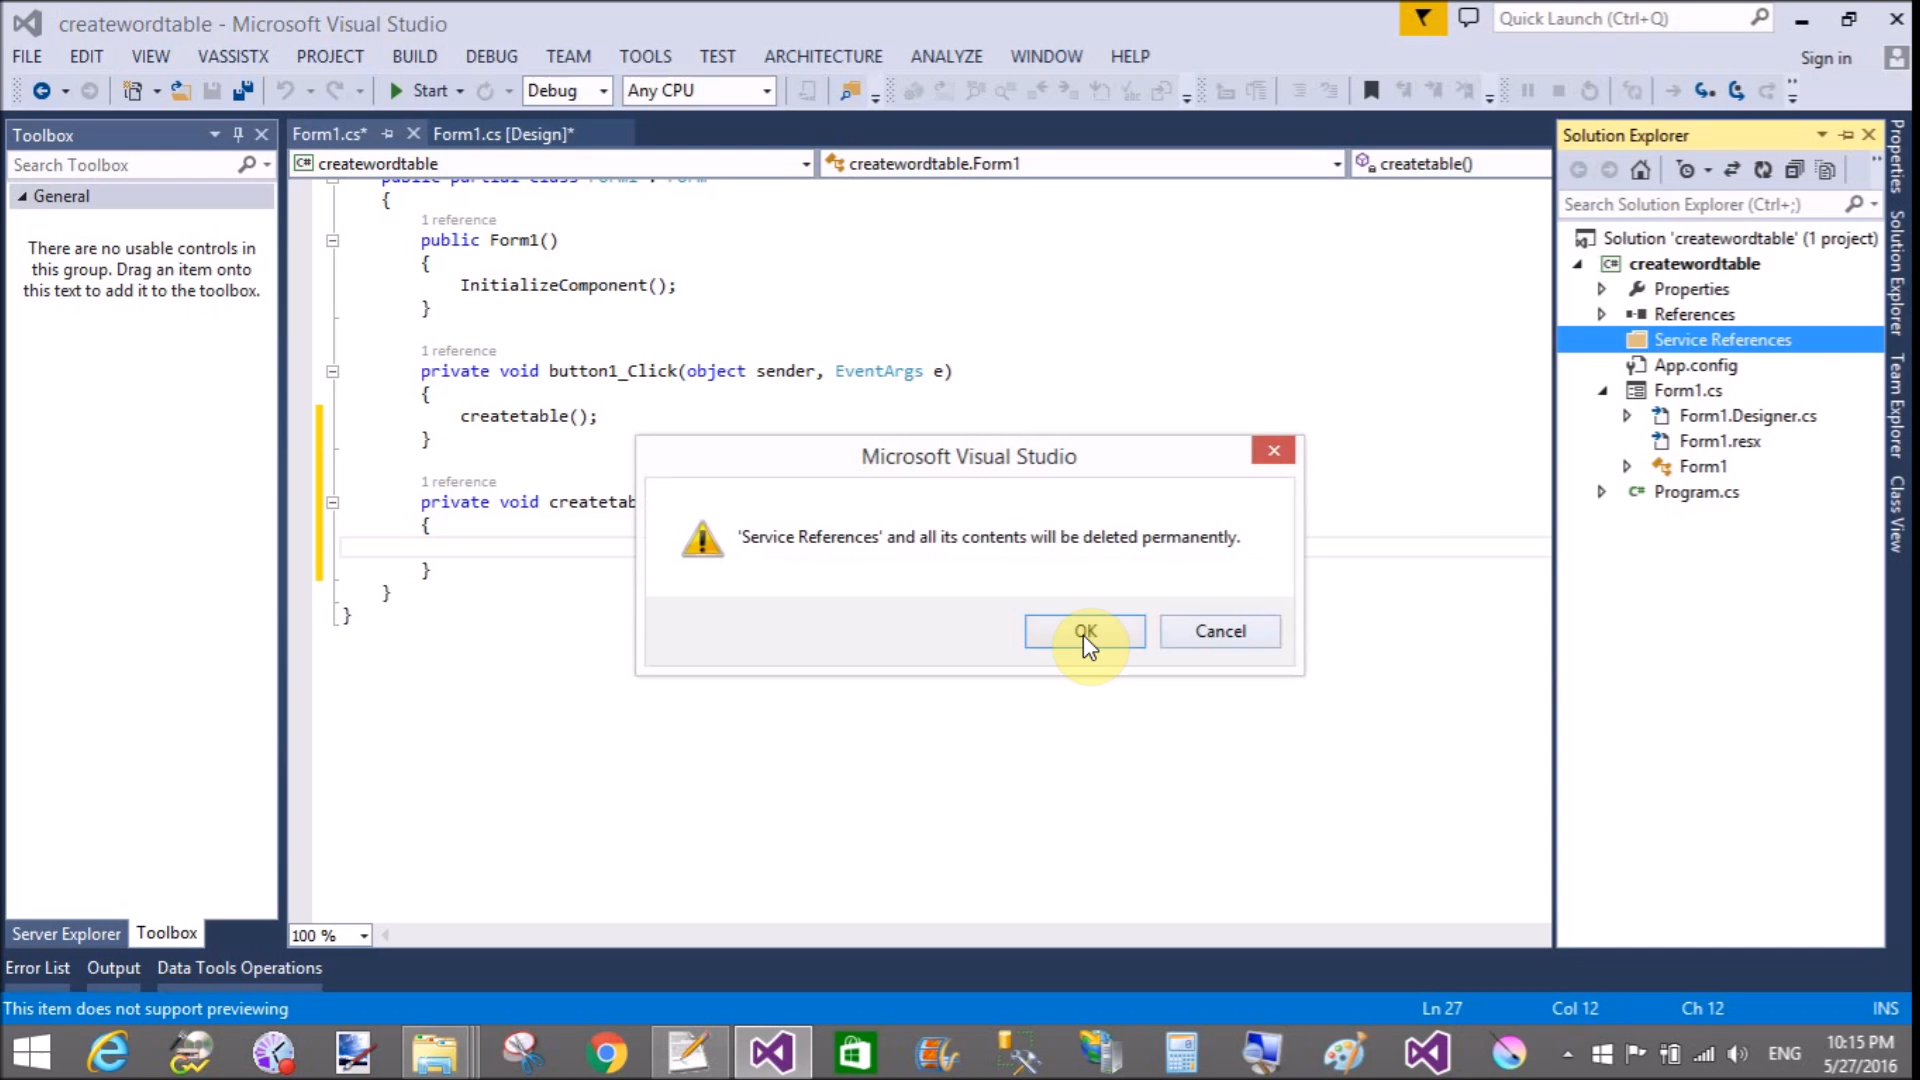 createwordtable - Microsoft Visual Studio
Quick Launch (Ctrl+Q)
FILE EDIT VIEW VASSISTX PROJECT BUILD DEBUG TEAM TOOLS TEST ARCHITECTURE ANALYZE WINDOW HELP
Sign in
Start Debug Any CPU
Toolbox
Search Toolbox
General
There are no usable controls in
this group. Drag an item onto
this text to add it to the toolbox.
Server Explorer Toolbox
Form1.cs* Form1.cs [Design]*
C# createwordtable createwordtable.Form1 createtable()
public partial class Form1 : Form
{
1 reference
public Form1()
{
InitializeComponent();
}
1 reference
private void button1_Click(object sender, EventArgs e)
{
createtable();
}
1 reference
private void createtab
{
}
}
}
100 %
Microsoft Visual Studio
'Service References' and all its contents will be deleted permanently.
OK Cancel
Solution Explorer
Search Solution Explorer (Ctrl+;)
Solution 'createwordtable' (1 project)
C# createwordtable
Properties
References
Service References
App.config
Form1.cs
Form1.Designer.cs
Form1.resx
Form1
C# Program.cs
Properties
Solution Explorer
Team Explorer
Class View
Error List Output Data Tools Operations
This item does not support previewing
Ln 27 Col 12 Ch 12 INS
ENG
10:15 PM
5/27/2016